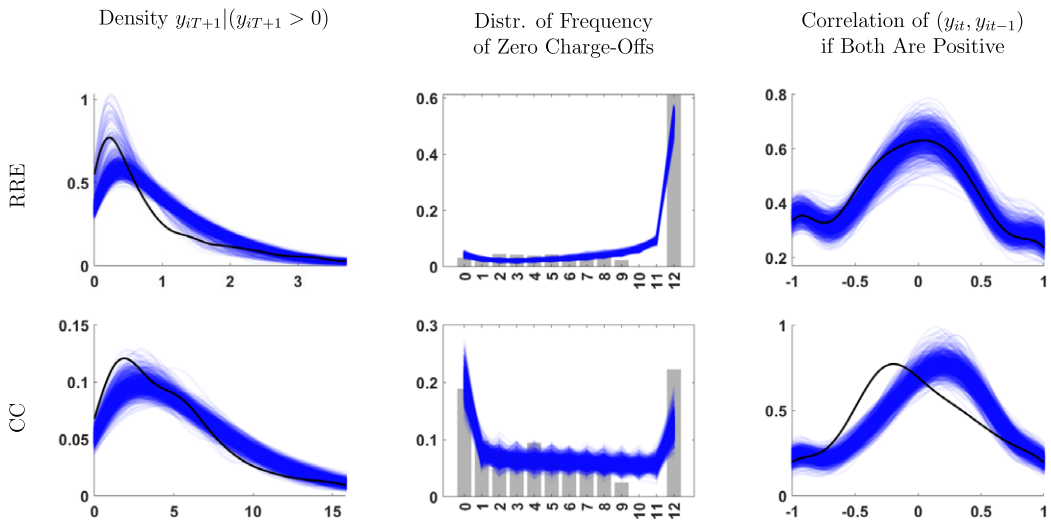 Density y_{iT+1}|(y_{iT+1} > 0)
Distr. of Frequency
of Zero Charge-Offs
Correlation of (y_{it}, y_{it−1})
if Both Are Positive
RRE
1
0.5
0
0 1 2 3
0.6
0.4
0.2
0
0 1 2 3 4 5 6 7 8 9 10 11 12
0.8
0.6
0.4
0.2
-1 -0.5 0 0.5 1
CC
0.15
0.1
0.05
0
0 5 10 15
0.3
0.2
0.1
0
0 1 2 3 4 5 6 7 8 9 10 11 12
1
0.5
0
-1 -0.5 0 0.5 1